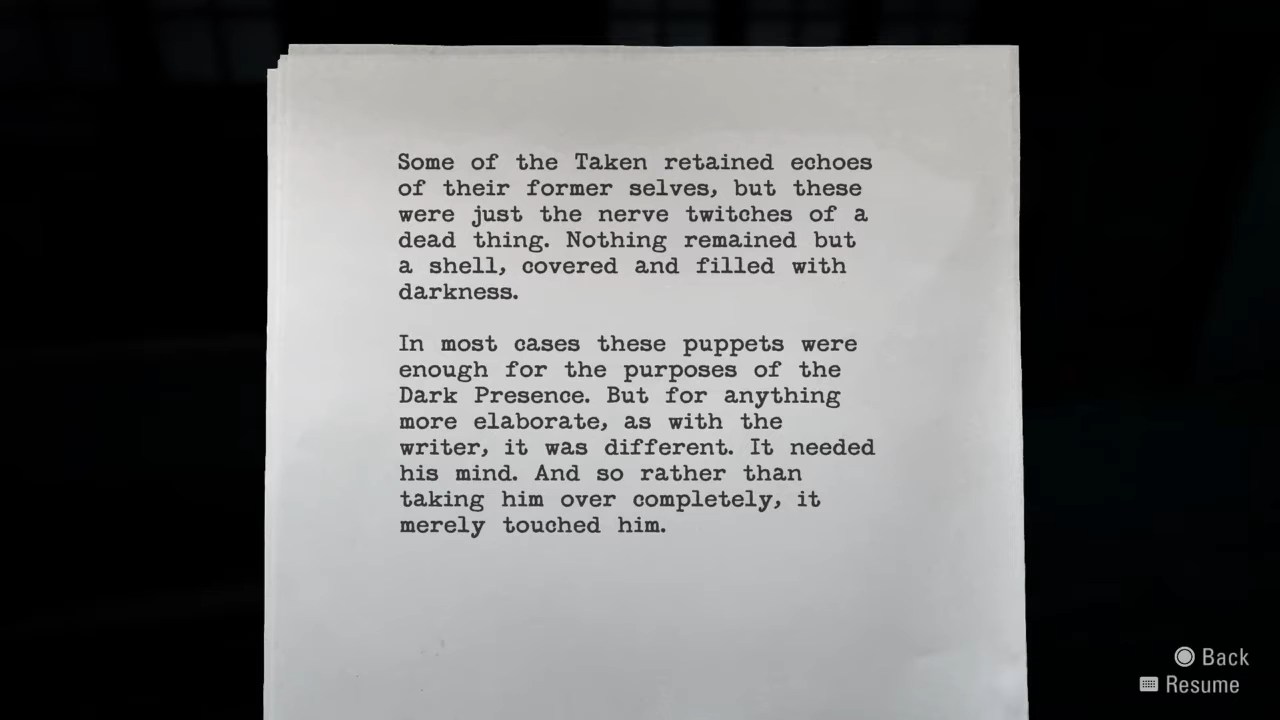 Some of the Taken retained echoes
of their former selves, but these
were just the nerve twitches of a
dead thing. Nothing remained but
a shell, covered and filled with
darkness.
In most cases these puppets were
enough for the purposes of the
Dark Presence. But for anything
more elaborate, as with the
writer, it was different. It needed
his mind. And so rather than
taking him over completely, it
merely touched him.
Back
Resume